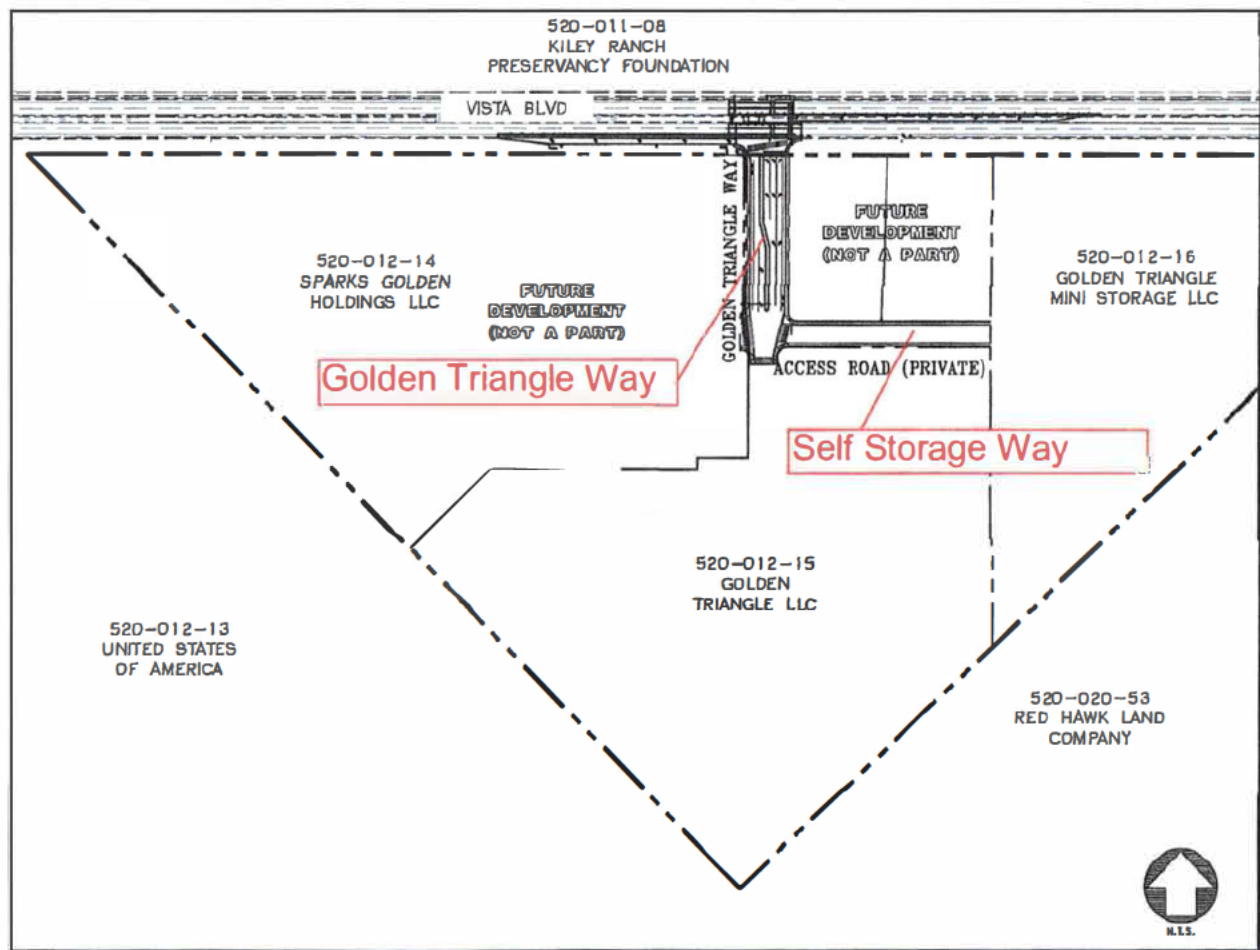 520-011-08
KILEY RANCH
PRESERVANCY FOUNDATION
VISTA BLVD
520-012-14
SPARKS GOLDEN
HOLDINGS LLC
FUTURE
DEVELOPMENT
(NOT A PART)
GOLDEN TRIANGLE WAY
FUTURE
DEVELOPMENT
(NOT A PART)
520-012-16
GOLDEN TRIANGLE
MINI STORAGE LLC
Golden Triangle Way
ACCESS ROAD (PRIVATE)
Self Storage Way
520-012-15
GOLDEN
TRIANGLE LLC
520-012-13
UNITED STATES
OF AMERICA
520-020-53
RED HAWK LAND
COMPANY
N.T.S.